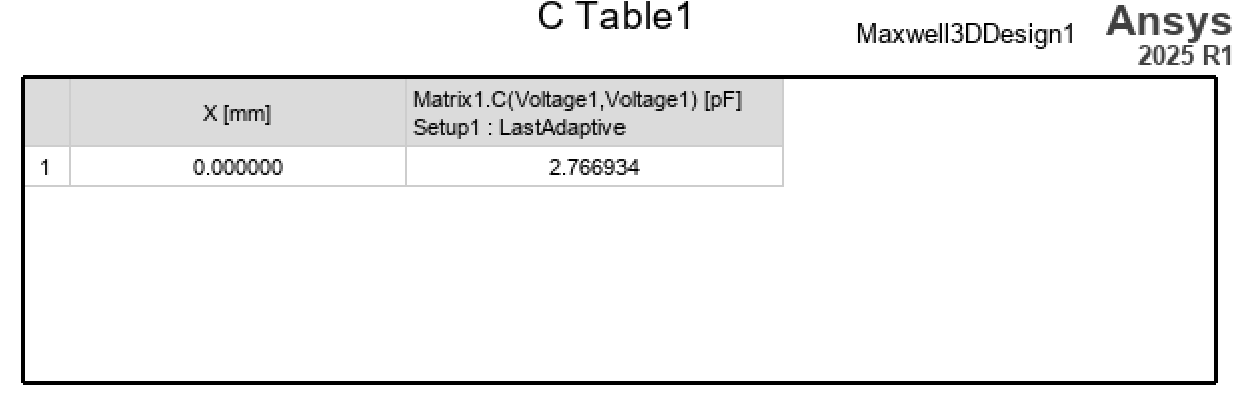 C Table1
Maxwell3DDesign1
Ansys
2025 R1
X [mm]
Matrix1.C(Voltage1,Voltage1) [pF]
Setup1 : LastAdaptive
1 0.000000 2.766934